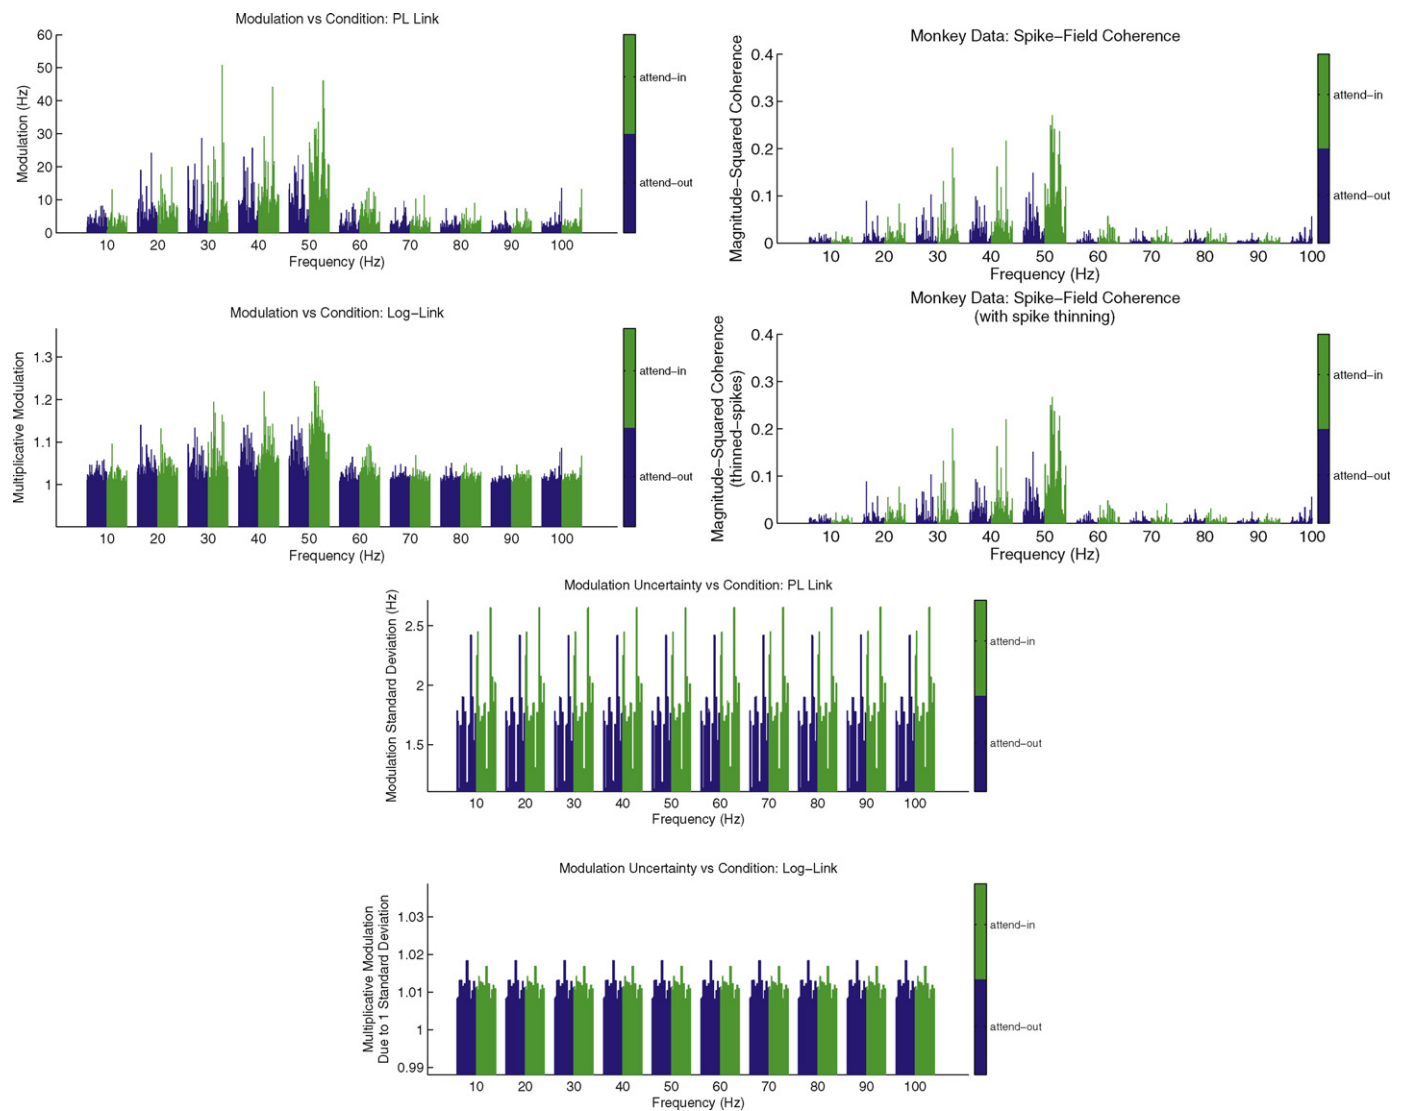 Modulation vs Condition: PL Link
60
50
40
30
20
10
0
Modulation (Hz)
10 20 30 40 50 60 70 80 90 100
Frequency (Hz)
attend-in
attend-out
Monkey Data: Spike-Field Coherence
0.4
0.3
0.2
0.1
0
Magnitude-Squared Coherence
10 20 30 40 50 60 70 80 90 100
Frequency (Hz)
attend-in
attend-out
Modulation vs Condition: Log-Link
1.3
1.2
1.1
1
Multiplicative Modulation
10 20 30 40 50 60 70 80 90 100
Frequency (Hz)
attend-in
attend-out
Monkey Data: Spike-Field Coherence
(with spike thinning)
0.4
0.3
0.2
0.1
0
Magnitude-Squared Coherence
(thinned-spikes)
10 20 30 40 50 60 70 80 90 100
Frequency (Hz)
attend-in
attend-out
Modulation Uncertainty vs Condition: PL Link
2.5
2
1.5
Modulation Standard Deviation (Hz)
10 20 30 40 50 60 70 80 90 100
Frequency (Hz)
attend-in
attend-out
Modulation Uncertainty vs Condition: Log-Link
1.03
1.02
1.01
1
0.99
Multiplicative Modulation
Due to 1 Standard Deviation
10 20 30 40 50 60 70 80 90 100
Frequency (Hz)
attend-in
attend-out